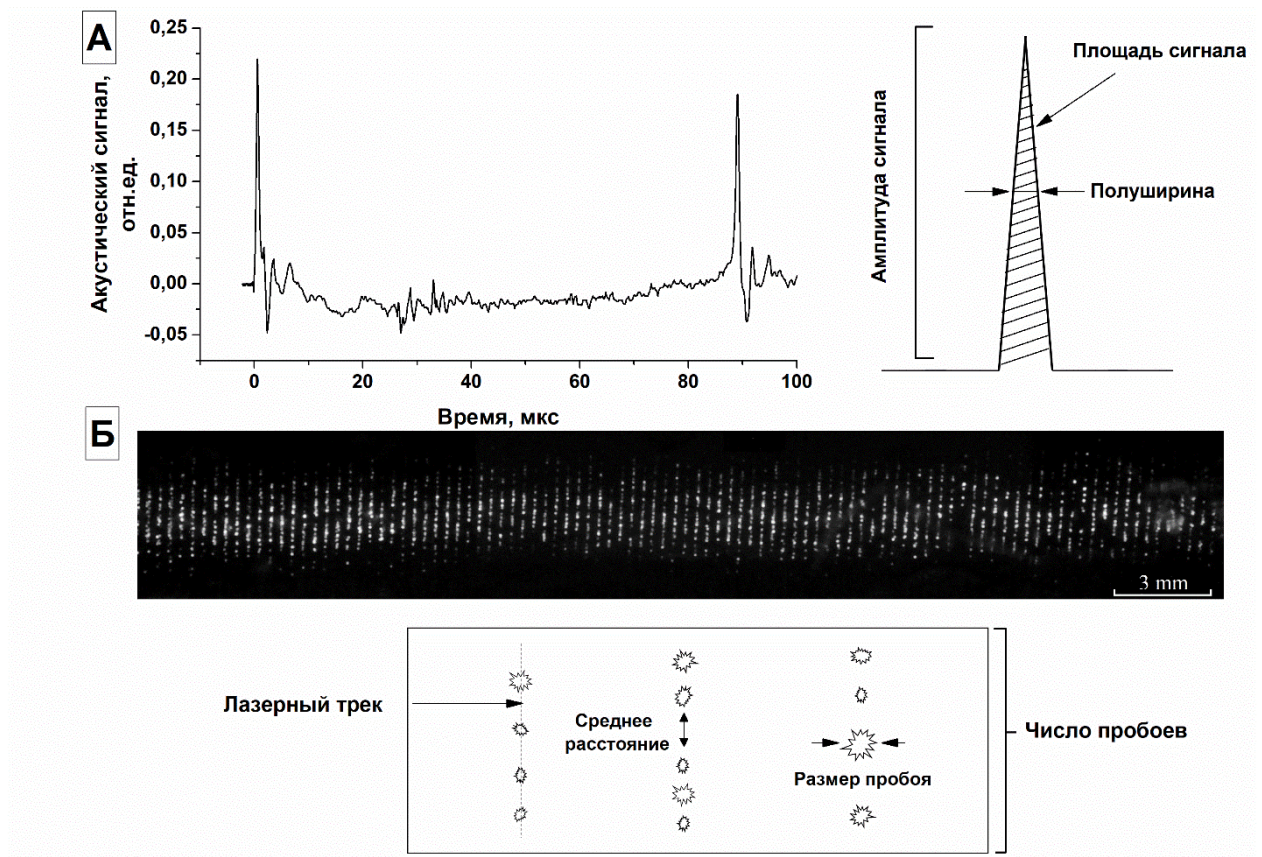 А
Акустический сигнал,
отн.ед.
0,25
0,20
0,15
0,10
0,05
0,00
-0,05
0
20
40
60
80
100
Время, мкс
Амплитуда сигнала
Площадь сигнала
Полуширина
Б
3 mm
Лазерный трек
Среднее
расстояние
Размер пробоя
Число пробоев